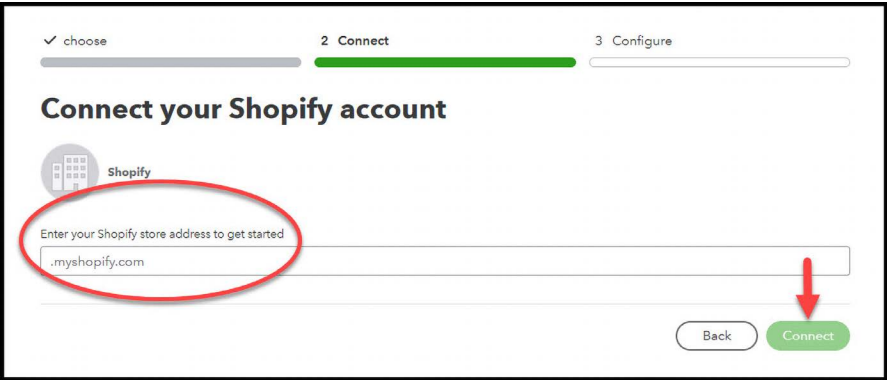 ✓ choose
2 Connect
3 Configure
Connect your Shopify account
Shopify
Enter your Shopify store address to get started
.myshopify.com
Back
Connect